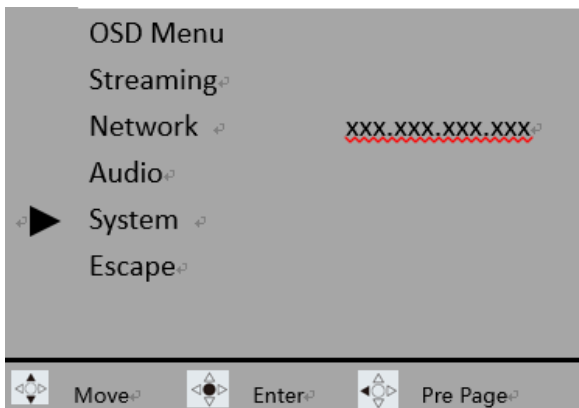 OSD Menu
Streaming
Network xxx.xxx.xxx.xxx
Audio
System
Escape
Move Enter Pre Page